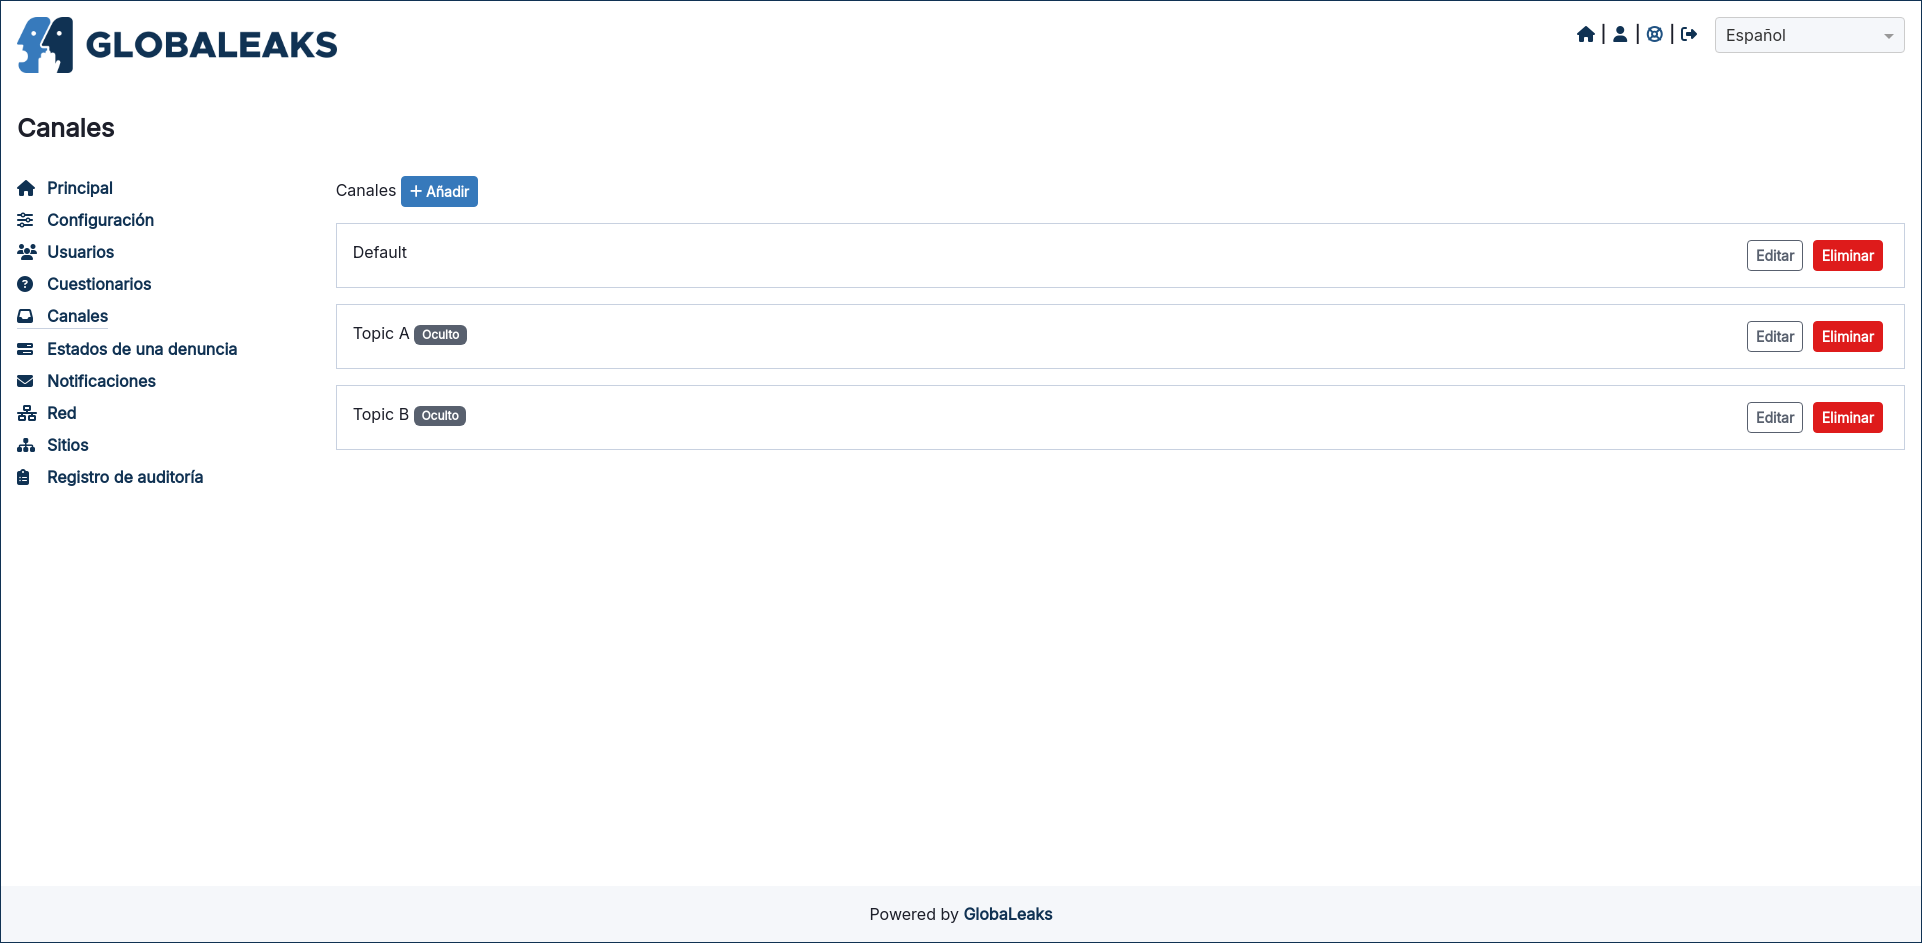 GLOBALEAKS
Español
Canales
Principal
Configuración
Usuarios
Cuestionarios
Canales
Estados de una denuncia
Notificaciones
Red
Sitios
Registro de auditoría
Canales + Añadir
Default Editar Eliminar
Topic A Oculto Editar Eliminar
Topic B Oculto Editar Eliminar
Powered by GlobaLeaks